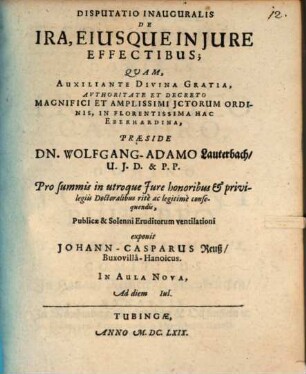 12.
DISPUTATIO INAUGURALIS
DE
IRA, EIUSQUE IN JURE
EFFECTIBUS;
QUAM,
AUXILIANTE DIVINA GRATIA,
AVTHORITATE ET DECRETO
MAGNIFICI ET AMPLISSIMI JCTORUM ORDI-
NIS, IN FLORENTISSIMA HAC
EBERHARDINA,
PRÆSIDE
DN. WOLFGANG-ADAMO Lauterbach/
U. J. D. & P. P.
Pro summis in utroque Jure honoribus & privi-
legiis Doctoralibus ritè ac legitimè conse-
quendis,
Publicæ & Solenni Eruditorum ventilationi
exponit
JOHANN-CASPARUS Reuß/
Buxovillâ-Hanoicus.
IN AULA NOVA,
Ad diem Iul.
TUBINGÆ,
ANNO M. DC. LXIX.